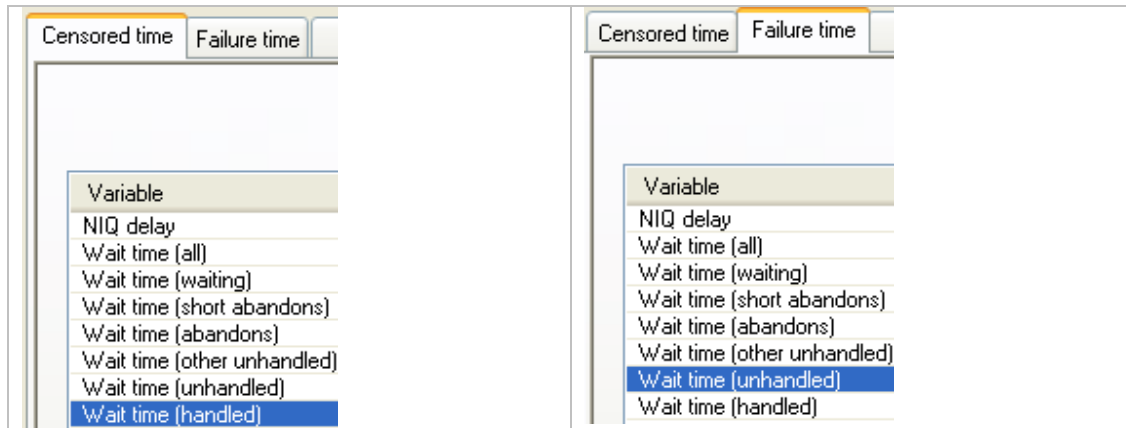 Censored time Failure time
Variable
NIQ delay
Wait time (all)
Wait time (waiting)
Wait time (short abandons)
Wait time (abandons)
Wait time (other unhandled)
Wait time (unhandled)
Wait time (handled)
Censored time Failure time
Variable
NIQ delay
Wait time (all)
Wait time (waiting)
Wait time (short abandons)
Wait time (abandons)
Wait time (other unhandled)
Wait time (unhandled)
Wait time (handled)